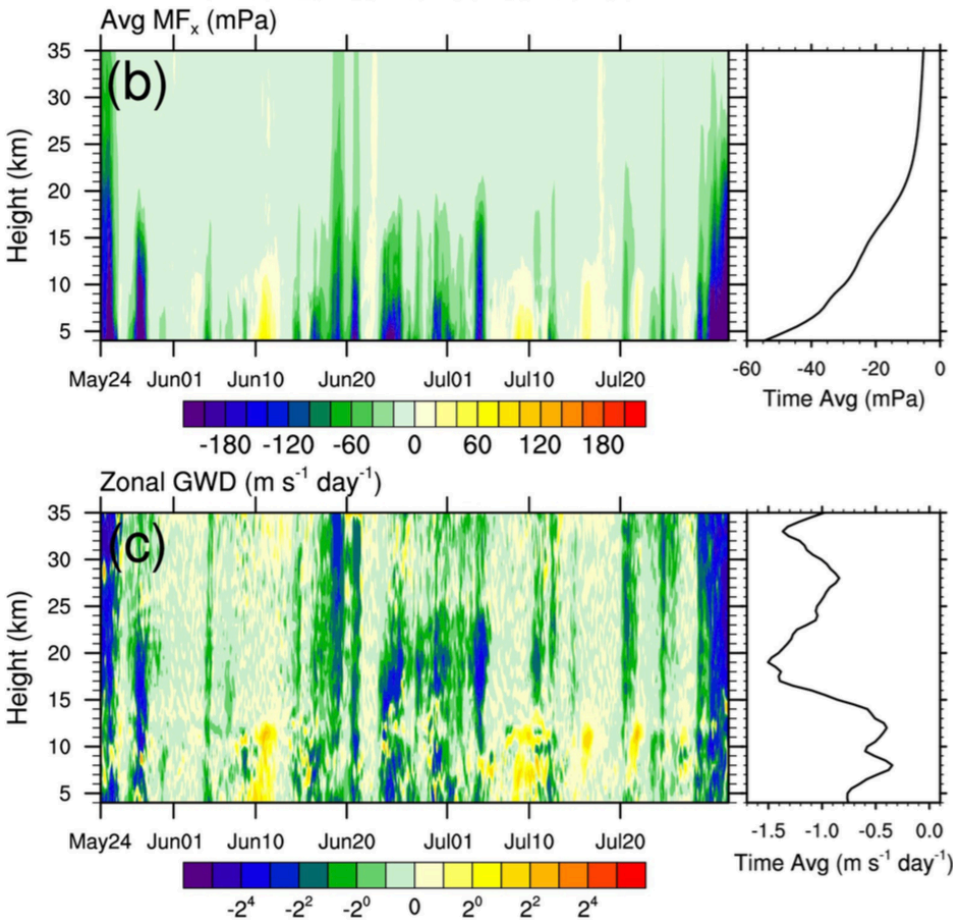 Avg MFₓ (mPa)
(b)
Height (km)
35
30
25
20
15
10
5
May24 Jun01 Jun10 Jun20 Jul01 Jul10 Jul20
-60 -40 -20 0
Time Avg (mPa)
-180 -120 -60 0 60 120 180
Zonal GWD (m s⁻¹ day⁻¹)
(c)
Height (km)
35
30
25
20
15
10
5
May24 Jun01 Jun10 Jun20 Jul01 Jul10 Jul20
-1.5 -1.0 -0.5 0.0
Time Avg (m s⁻¹ day⁻¹)
-2⁴ -2² -2⁰ 0 2⁰ 2² 2⁴